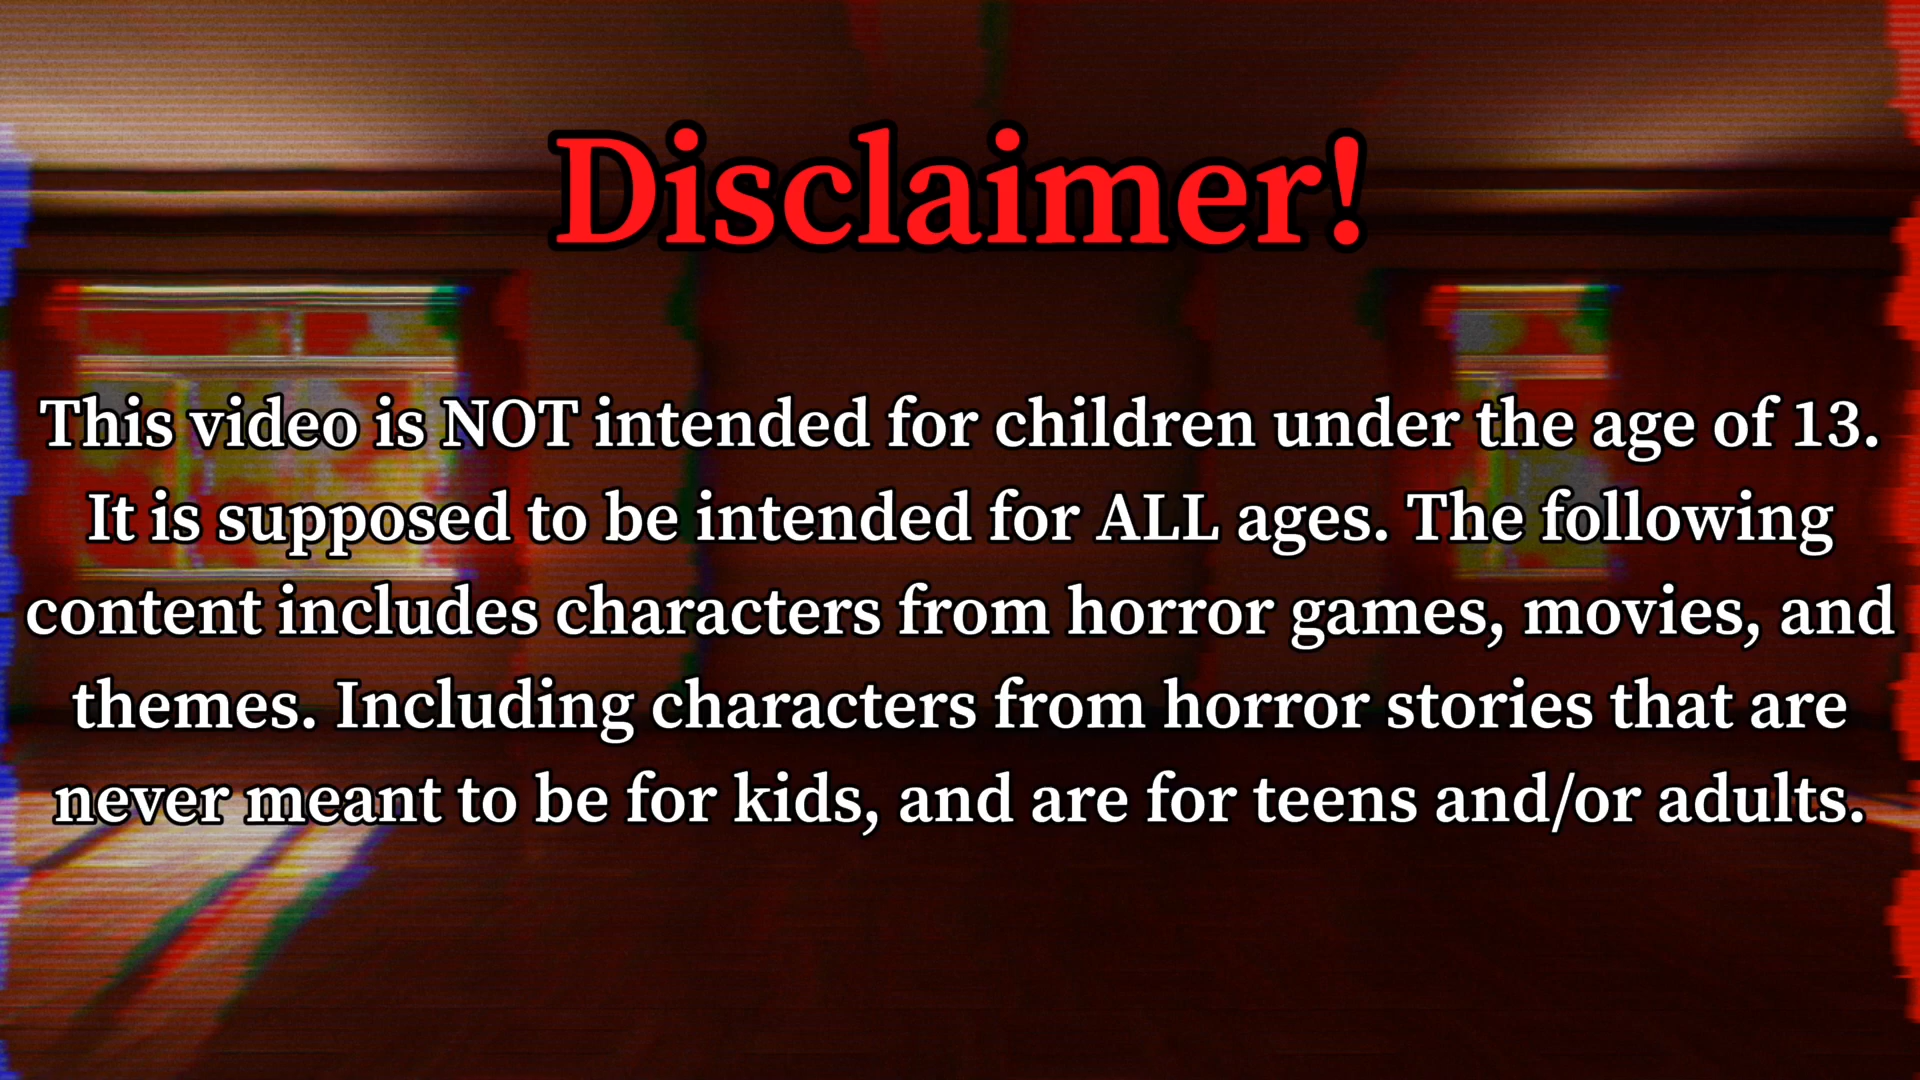 Disclaimer!
This video is NOT intended for children under the age of 13.
It is supposed to be intended for ALL ages. The following
content includes characters from horror games, movies, and
themes. Including characters from horror stories that are
never meant to be for kids, and are for teens and/or adults.